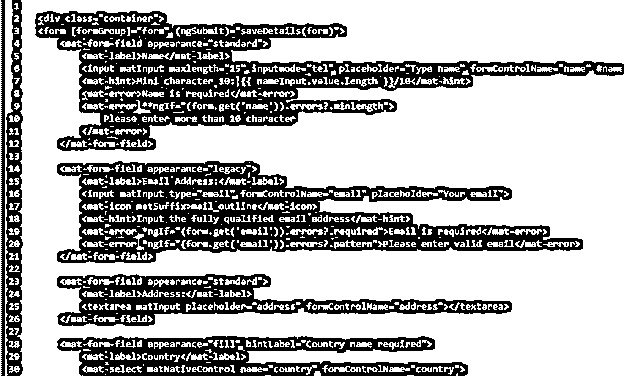 1
2 <div class="container">
3 <form [formGroup]="form" (ngSubmit)="saveDetails(form)">
4 <mat-form-field appearance="standard">
5 <mat-label>Name</mat-label>
6 <input matInput maxlength="15" inputmode="tel" placeholder="Type name" formControlName="name" #name
7 <mat-hint>Mini character 30:{{ nameInput.value.length }}/10</mat-hint>
8 <mat-error>Name is required</mat-error>
9 <mat-error *ngIf="(form.get('name')).errors?.minlength">
10 Please enter more than 10 character
11 </mat-error>
12 </mat-form-field>
13
14 <mat-form-field appearance="legacy">
15 <mat-label>Email Address:</mat-label>
16 <input matInput type="email" formControlName="email" placeholder="Your email">
17 <mat-icon matSuffix>mail_outline</mat-icon>
18 <mat-hint>Input the fully qualified email address</mat-hint>
19 <mat-error *ngIf="(form.get('email')).errors?.required">Email is required</mat-error>
20 <mat-error *ngIf="(form.get('email')).errors?.pattern">Please enter valid email</mat-error>
21 </mat-form-field>
22
23 <mat-form-field appearance="standard">
24 <mat-label>Address:</mat-label>
25 <textarea matInput placeholder="address" formControlName="address"></textarea>
26 </mat-form-field>
27
28 <mat-form-field appearance="fill" hintLabel="Country name required">
29 <mat-label>Country</mat-label>
30 <mat-select matNativeControl name="country" formControlName="country">